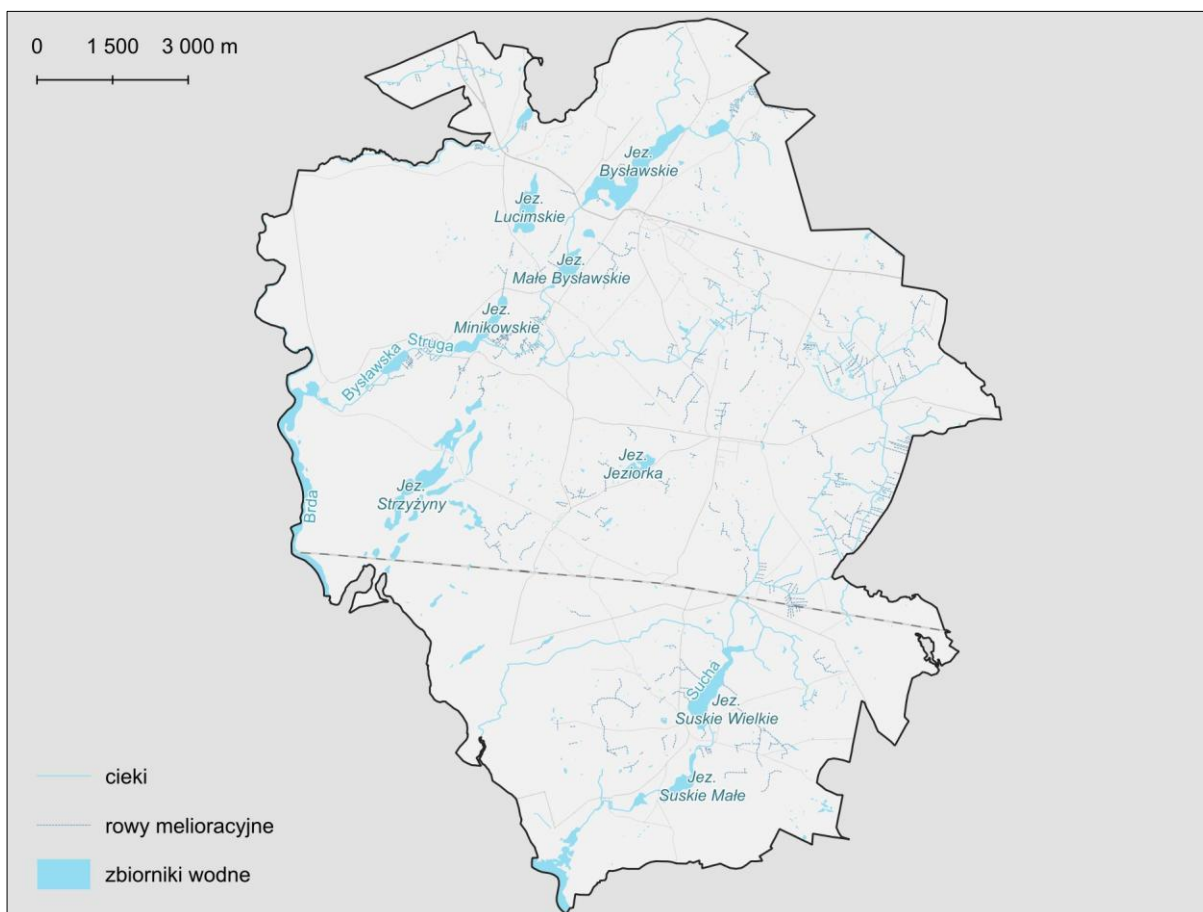 0 1 500 3 000 m
Jez.
Bysławskie
Jez.
Lucimskie
Jez.
Małe Bysławskie
Jez.
Minikowskie
Bysławska Struga
Jez.
Jeziorka
Jez.
Strzyżyny
Brda
Sucha
Jez.
Suskie Wielkie
Jez.
Suskie Małe
cieki
rowy melioracyjne
zbiorniki wodne